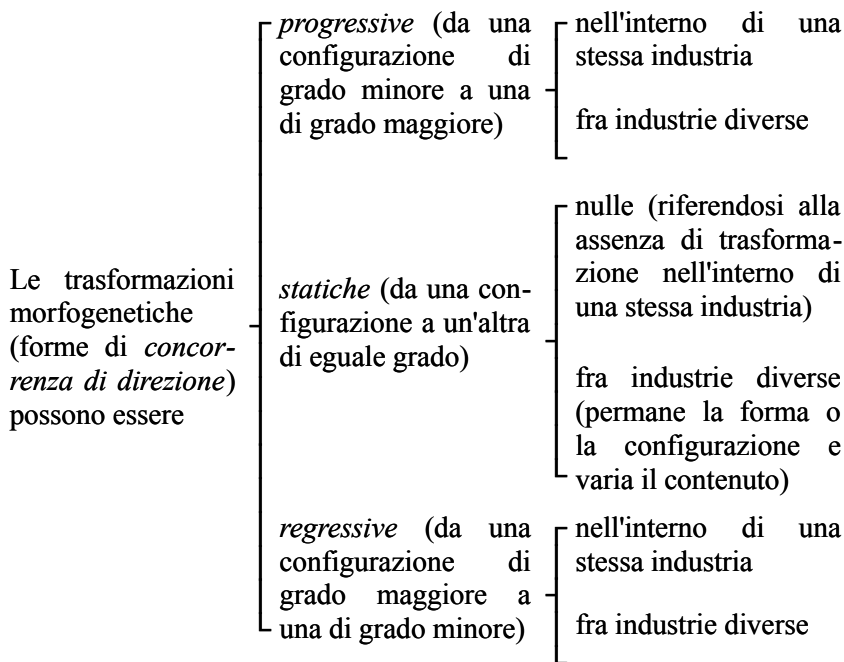 Le trasformazioni
morfogenetiche
(forme di concor-
renza di direzione)
possono essere
progressive (da una
configurazione di
grado minore a una
di grado maggiore)
nell'interno di una
stessa industria
fra industrie diverse
statiche (da una con-
figurazione a un'altra
di eguale grado)
nulle (riferendosi alla
assenza di trasforma-
zione nell'interno di
una stessa industria)
fra industrie diverse
(permane la forma o
la configurazione e
varia il contenuto)
regressive (da una
configurazione di
grado maggiore a
una di grado minore)
nell'interno di una
stessa industria
fra industrie diverse